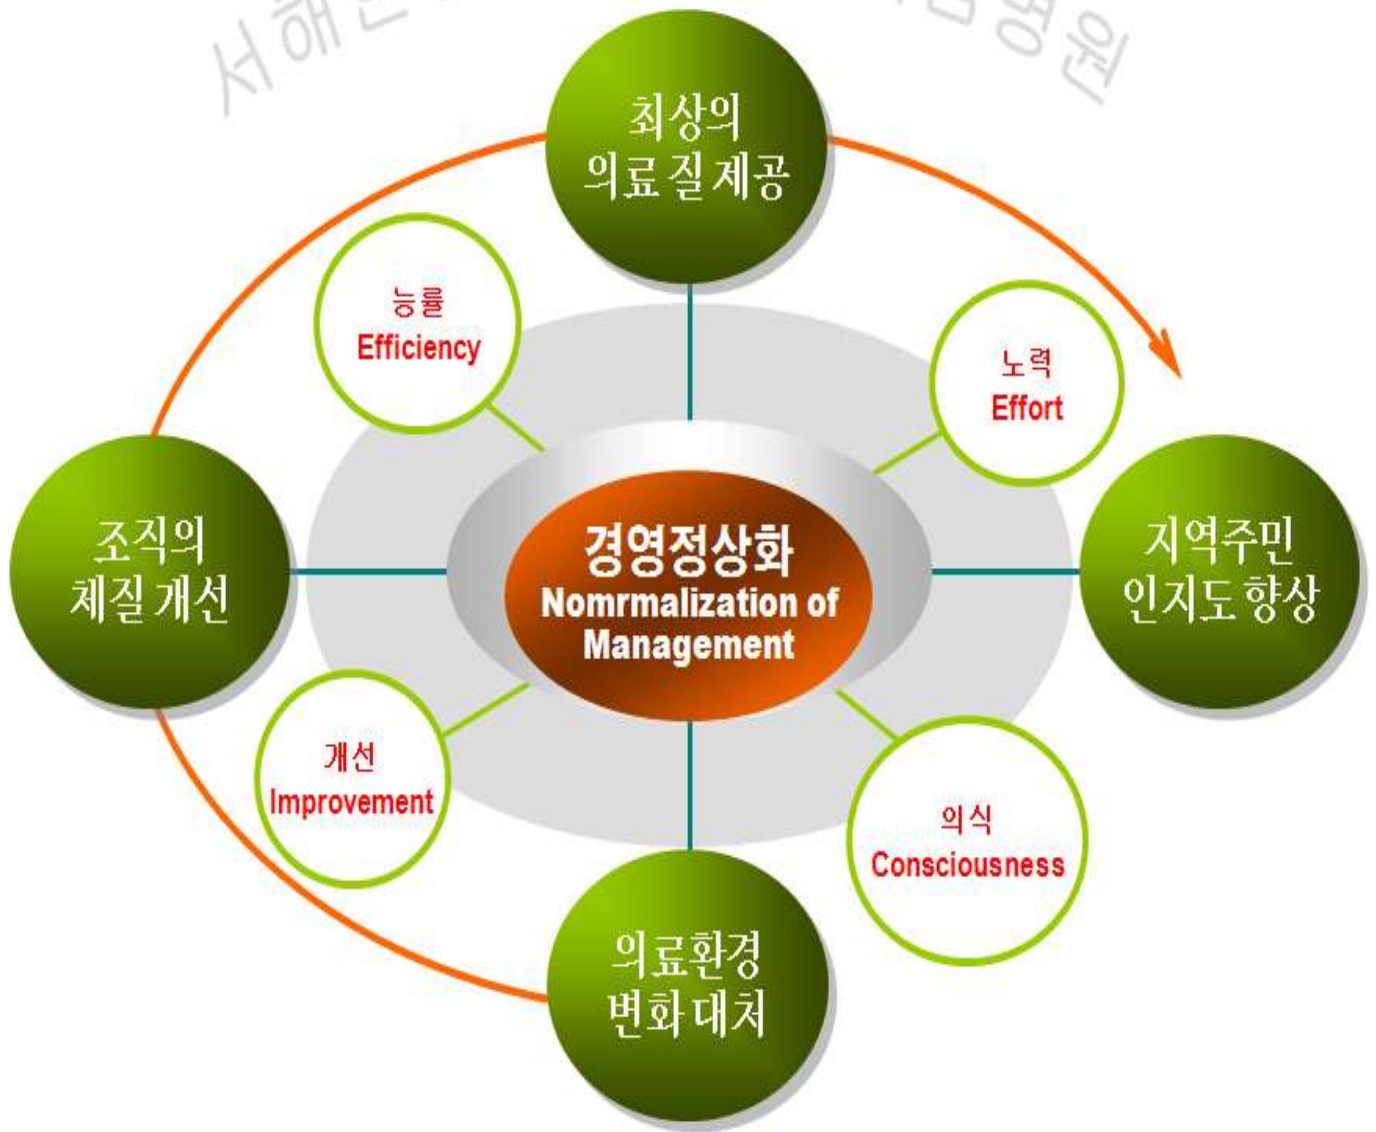 최상의
의료 질 제공
능률
Efficiency
노력
Effort
조직의
체질 개선
경영정상화
Nomrmalization of
Management
지역주민
인지도 향상
개선
Improvement
의식
Consciousness
의료환경
변화 대처